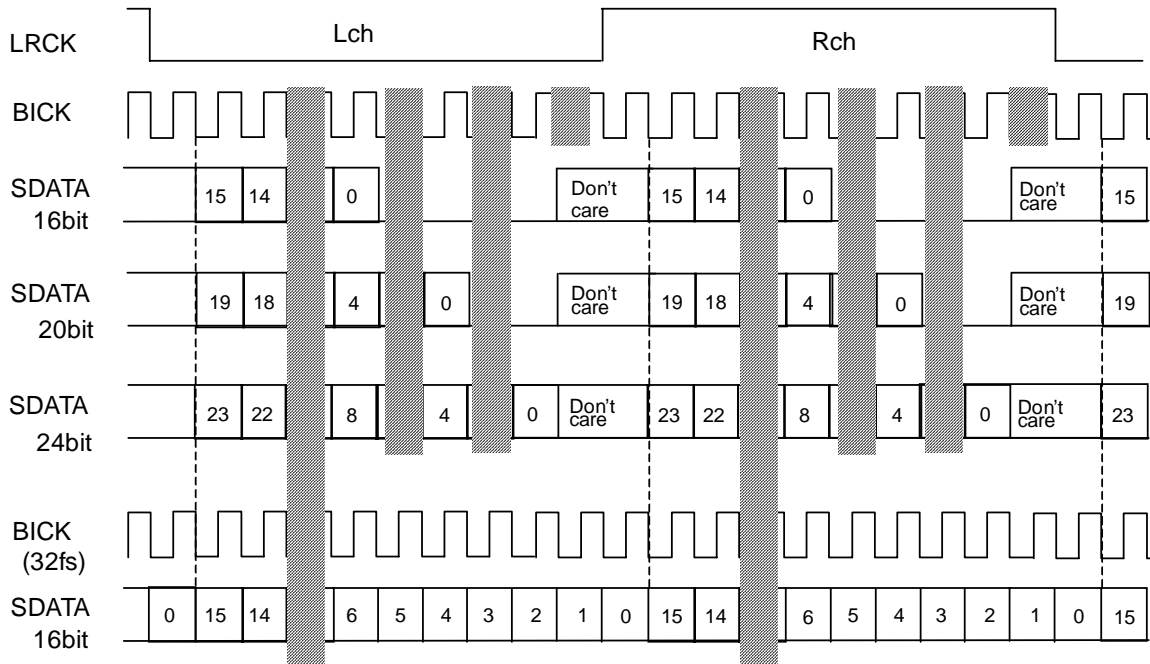 LRCK Lch Rch
BICK
SDATA 15 14 0 Don't 15 14 0 Don't 15
16bit care care
SDATA 19 18 4 0 Don't 19 18 4 0 Don't 19
20bit care care
SDATA 23 22 8 4 0 Don't 23 22 8 4 0 Don't 23
24bit care care
BICK
(32fs)
SDATA 0 15 14 6 5 4 3 2 1 0 15 14 6 5 4 3 2 1 0 15
16bit